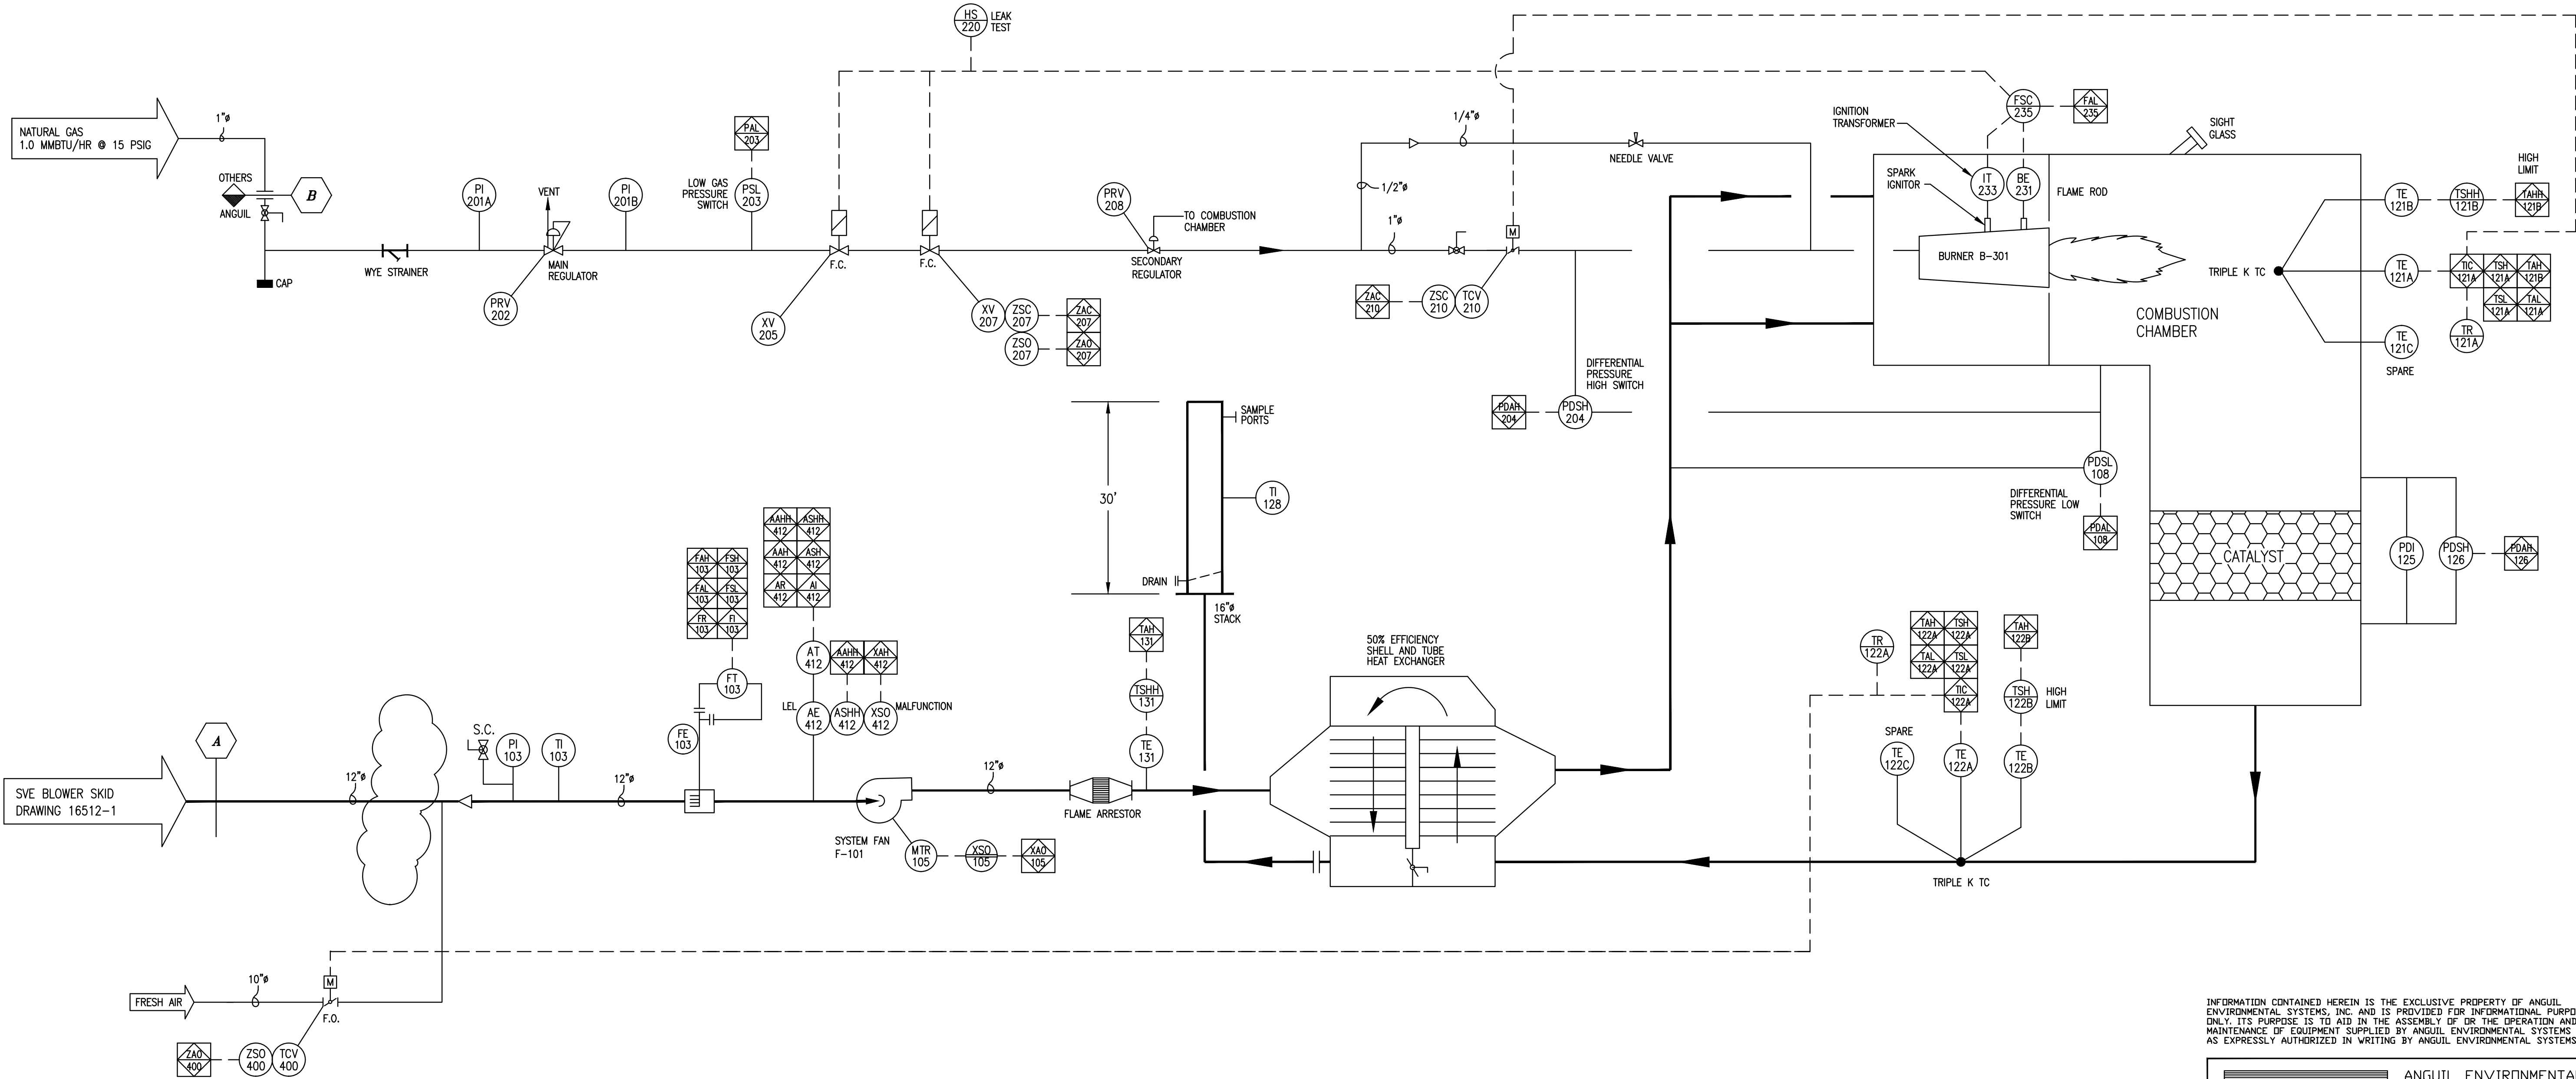 HS
220
LEAK
TEST
NATURAL GAS
1.0 MMBTU/HR @ 15 PSIG
1"ø
OTHERS
ANGUIL
B
CAP
WYE STRAINER
PI
201A
VENT
MAIN
REGULATOR
PRV
202
PI
201B
PAL
203
LOW GAS
PRESSURE
SWITCH
PSL
203
F.C.
XV
205
F.C.
XV
207
ZSC
207
ZAC
207
ZSO
207
ZAO
207
PRV
208
TO COMBUSTION
CHAMBER
SECONDARY
REGULATOR
1/4"ø
1/2"ø
1"ø
NEEDLE VALVE
M
ZAC
210
ZSC
210
TCV
210
DIFFERENTIAL
PRESSURE
HIGH SWITCH
PDAH
204
PDSH
204
IGNITION
TRANSFORMER
FSC
235
FAL
235
SPARK
IGNITOR
IT
233
BE
231
FLAME ROD
BURNER B-301
SIGHT
GLASS
TRIPLE K TC
COMBUSTION
CHAMBER
HIGH
LIMIT
TE
121B
TSHH
121B
TAHH
121B
TE
121A
TIC
121A
TSH
121A
TAH
121B
TSL
121A
TAL
121A
TR
121A
TE
121C
SPARE
PDSL
108
DIFFERENTIAL
PRESSURE LOW
SWITCH
PDAL
108
CATALYST
PDI
125
PDSH
126
PDAH
126
30'
SAMPLE
PORTS
TI
128
DRAIN
16"ø
STACK
FAH
103
FSH
103
FAL
103
FSL
103
FR
103
FI
103
FT
103
FE
103
AAHH
412
ASHH
412
AAH
412
ASH
412
AR
412
AI
412
AT
412
AAHH
412
XAH
412
LEL
AE
412
ASHH
412
XSO
412
MALFUNCTION
TAH
131
TSHH
131
TE
131
50% EFFICIENCY
SHELL AND TUBE
HEAT EXCHANGER
TR
122A
TAH
122A
TSH
122A
TAL
122A
TSL
122A
TIC
122A
TAH
122B
TSH
122B
HIGH
LIMIT
SPARE
TE
122C
TE
122A
TE
122B
TRIPLE K TC
A
SVE BLOWER SKID
DRAWING 16512-1
12"ø
S.C.
PI
103
TI
103
12"ø
SYSTEM FAN
F-101
MTR
105
XSO
105
XAO
105
12"ø
FLAME ARRESTOR
FRESH AIR
10"ø
M
F.O.
ZAO
400
ZSO
400
TCV
400
INFORMATION CONTAINED HEREIN IS THE EXCLUSIVE PROPERTY OF ANGUIL
ENVIRONMENTAL SYSTEMS, INC. AND IS PROVIDED FOR INFORMATIONAL PURPO
ONLY. ITS PURPOSE IS TO AID IN THE ASSEMBLY OF OR THE OPERATION AND
MAINTENANCE OF EQUIPMENT SUPPLIED BY ANGUIL ENVIRONMENTAL SYSTEMS
AS EXPRESSLY AUTHORIZED IN WRITING BY ANGUIL ENVIRONMENTAL SYSTEMS
ANGUIL ENVIRONMENTA